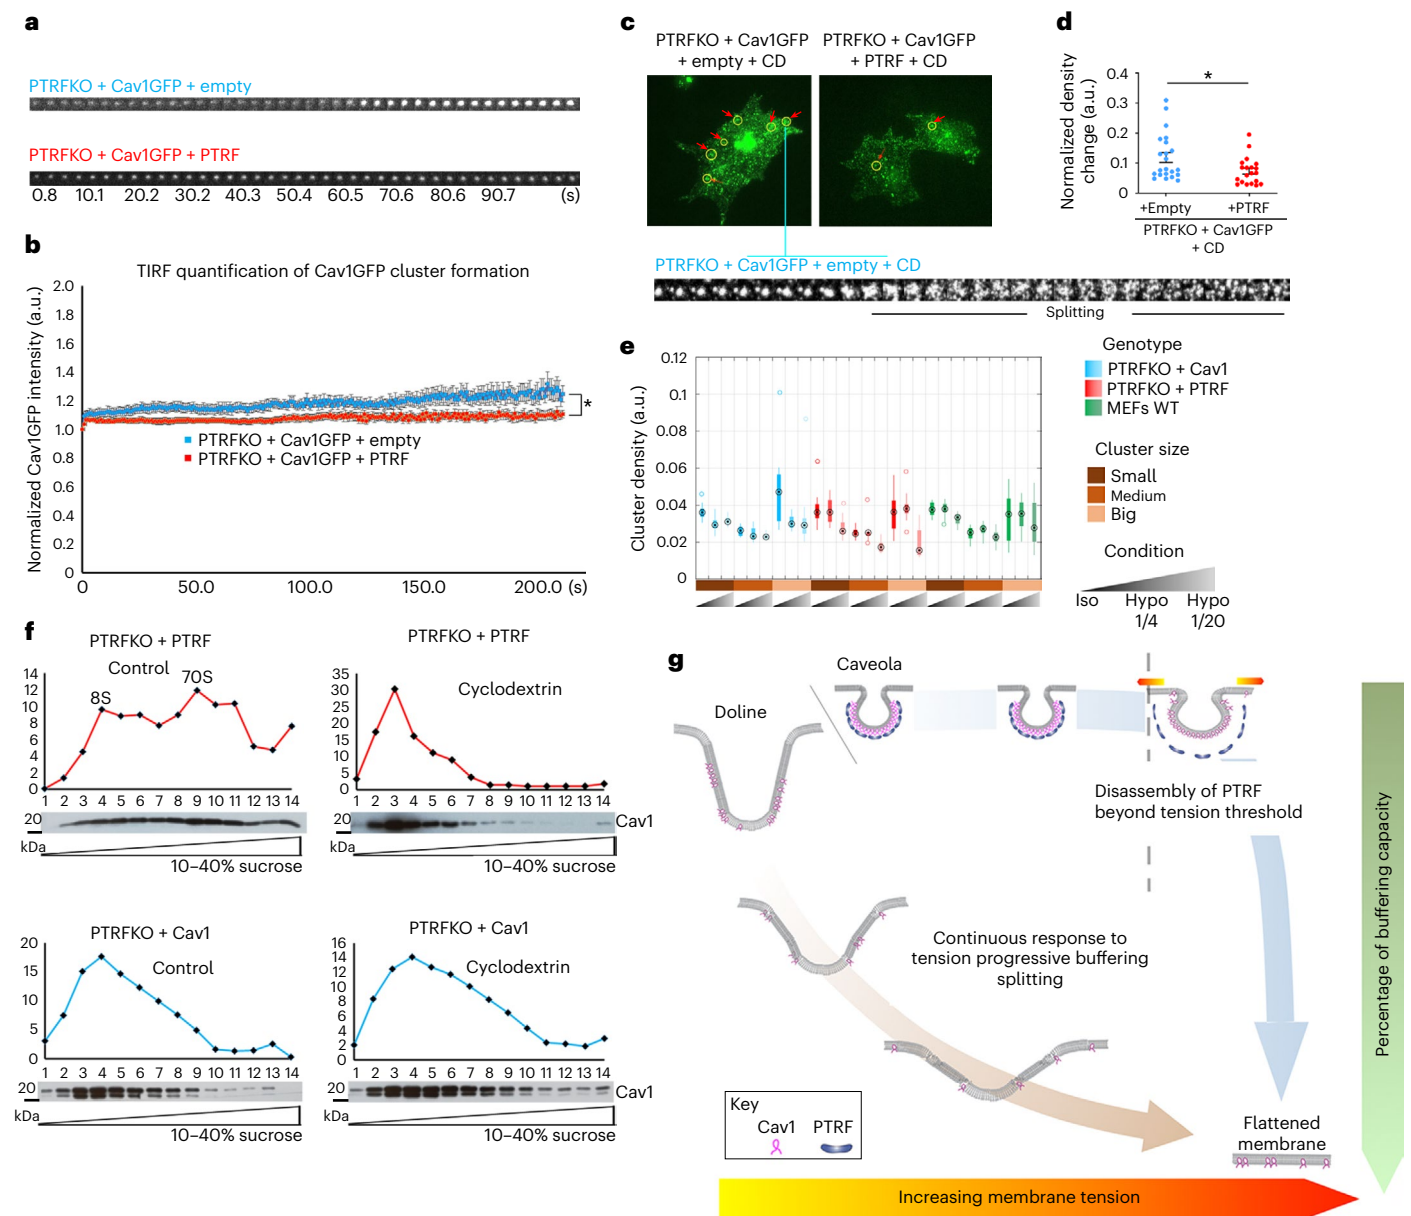 a
PTRFKO + Cav1GFP + empty
PTRFKO + Cav1GFP + PTRF
0.8 10.1 20.2 30.2 40.3 50.4 60.5 70.6 80.6 90.7 (s)
b
TIRF quantification of Cav1GFP cluster formation
Normalized Cav1GFP intensity (a.u.)
2.0
1.8
1.6
1.4
1.2
1.0
0.8
0.6
0.4
0.2
0
*
PTRFKO + Cav1GFP + empty
PTRFKO + Cav1GFP + PTRF
0 50.0 100.0 150.0 200.0 (s)
c
PTRFKO + Cav1GFP
+ empty + CD
PTRFKO + Cav1GFP
+ PTRF + CD
PTRFKO + Cav1GFP + empty + CD
Splitting
d
Normalized density
change (a.u.)
0.4
0.3
0.2
0.1
0
*
+Empty +PTRF
PTRFKO + Cav1GFP
+ CD
e
Cluster density (a.u.)
0.12
0.1
0.08
0.06
0.04
0.02
0
Genotype
PTRFKO + Cav1
PTRFKO + PTRF
MEFs WT
Cluster size
Small
Medium
Big
Condition
Iso Hypo Hypo
1/4 1/20
f
PTRFKO + PTRF
Control
8S
70S
14
12
10
8
6
4
2
0
1 2 3 4 5 6 7 8 9 10 11 12 13 14
20
kDa
10–40% sucrose
PTRFKO + PTRF
Cyclodextrin
35
30
25
20
15
10
5
0
1 2 3 4 5 6 7 8 9 10 11 12 13 14
20
Cav1
kDa
10–40% sucrose
PTRFKO + Cav1
Control
20
15
10
5
0
1 2 3 4 5 6 7 8 9 10 11 12 13 14
20
kDa
10–40% sucrose
PTRFKO + Cav1
Cyclodextrin
16
14
12
10
8
6
4
2
0
1 2 3 4 5 6 7 8 9 10 11 12 13 14
20
Cav1
kDa
10–40% sucrose
g
Doline
Caveola
Disassembly of PTRF
beyond tension threshold
Continuous response to
tension progressive buffering
splitting
Key
Cav1 PTRF
Flattened
membrane
Increasing membrane tension
Percentage of buffering capacity